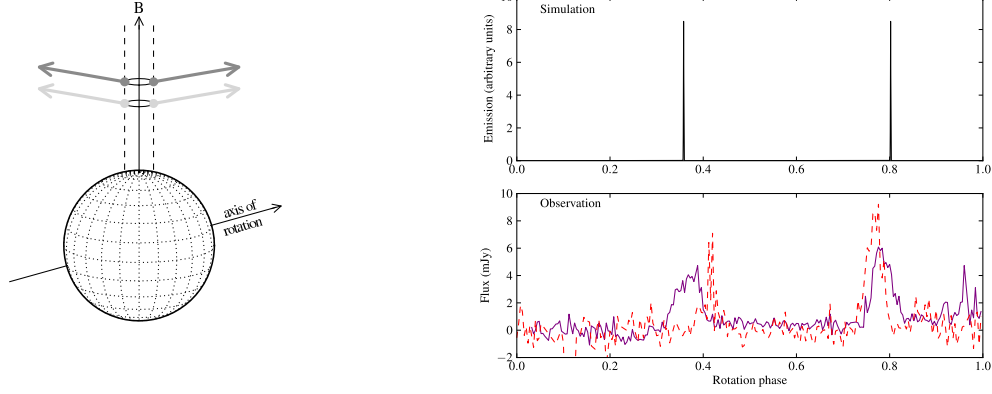 B
axis of
rotation
10
8
6
4
2
0
Emission (arbitrary units)
Simulation
0.0 0.2 0.4 0.6 0.8 1.0
10
8
6
4
2
0
−2
Flux (mJy)
Observation
0.0 0.2 0.4 0.6 0.8 1.0
Rotation phase